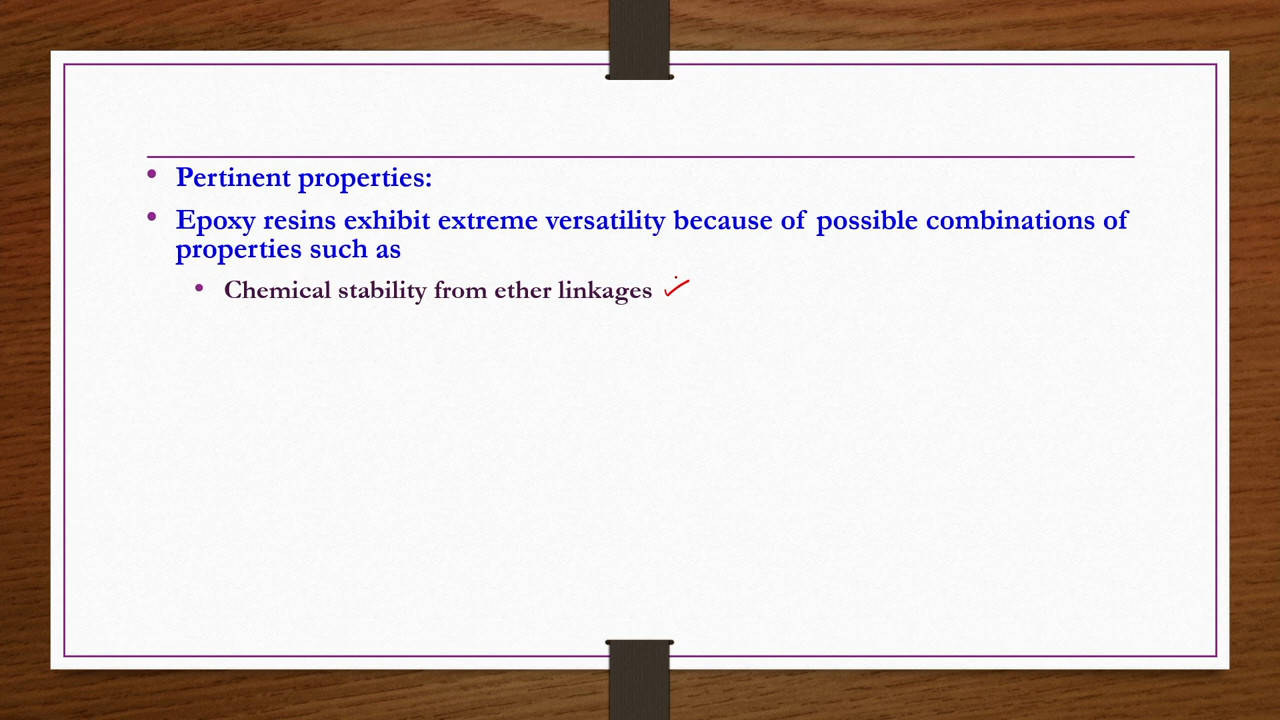 • Pertinent properties:
• Epoxy resins exhibit extreme versatility because of possible combinations of
properties such as
• Chemical stability from ether linkages